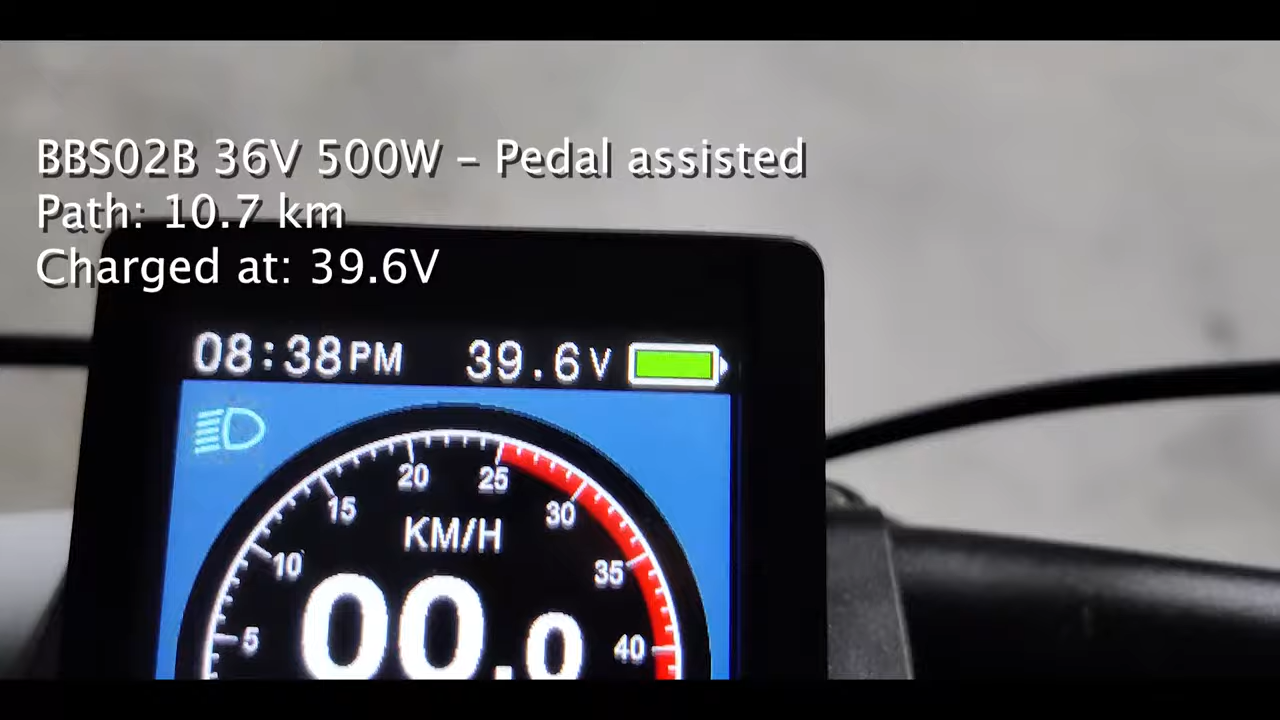 BBS02B 36V 500W – Pedal assisted
Path: 10.7 km
Charged at: 39.6V
08:38PM 39.6V
20
25
15
30
KM/H
10
35
00.0
5
40